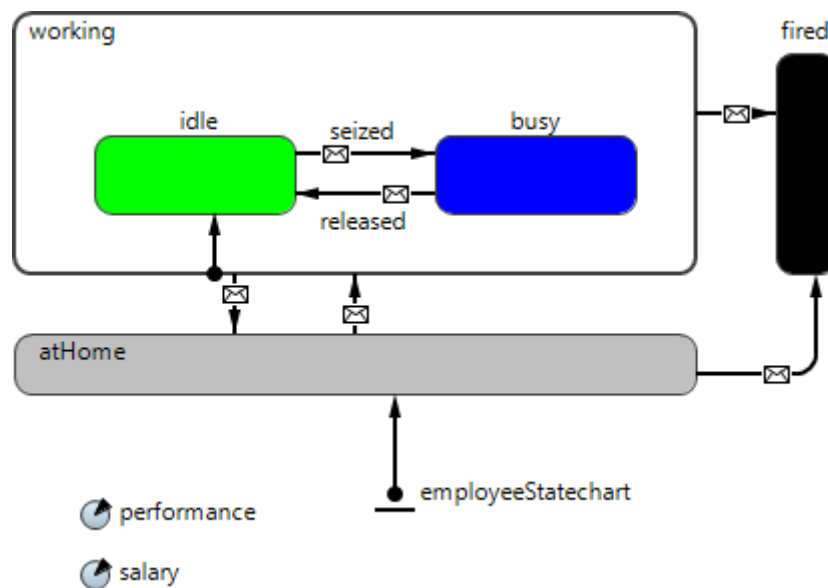 working
fired
idle
seized
busy
released
atHome
employeeStatechart
performance
salary